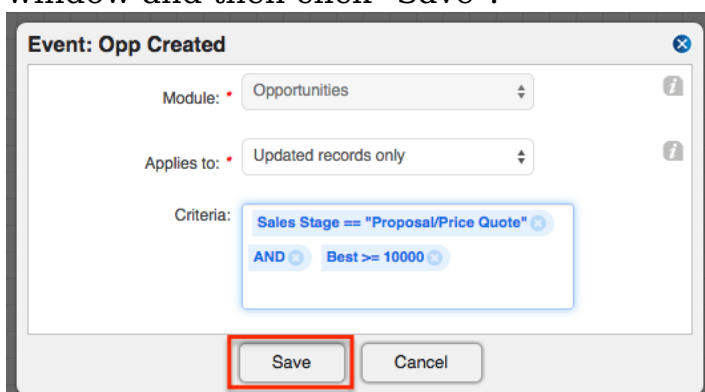 window and then click "Save".
Event: Opp Created
Module: * Opportunities
Applies to: * Updated records only
Criteria: Sales Stage == "Proposal/Price Quote"
AND Best >= 10000
Save Cancel